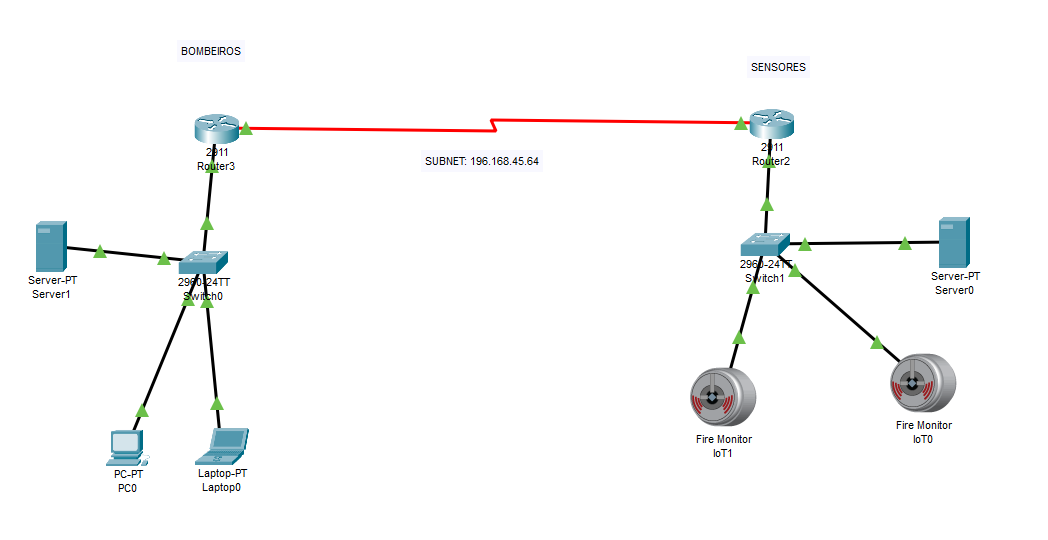 BOMBEIROS
SENSORES
2911
Router3
2911
Router2
SUBNET: 196.168.45.64
Server-PT
Server1
2960-24TT
Switch0
2960-24TT
Switch1
Server-PT
Server0
Fire Monitor
IoT1
Fire Monitor
IoT0
PC-PT
PC0
Laptop-PT
Laptop0